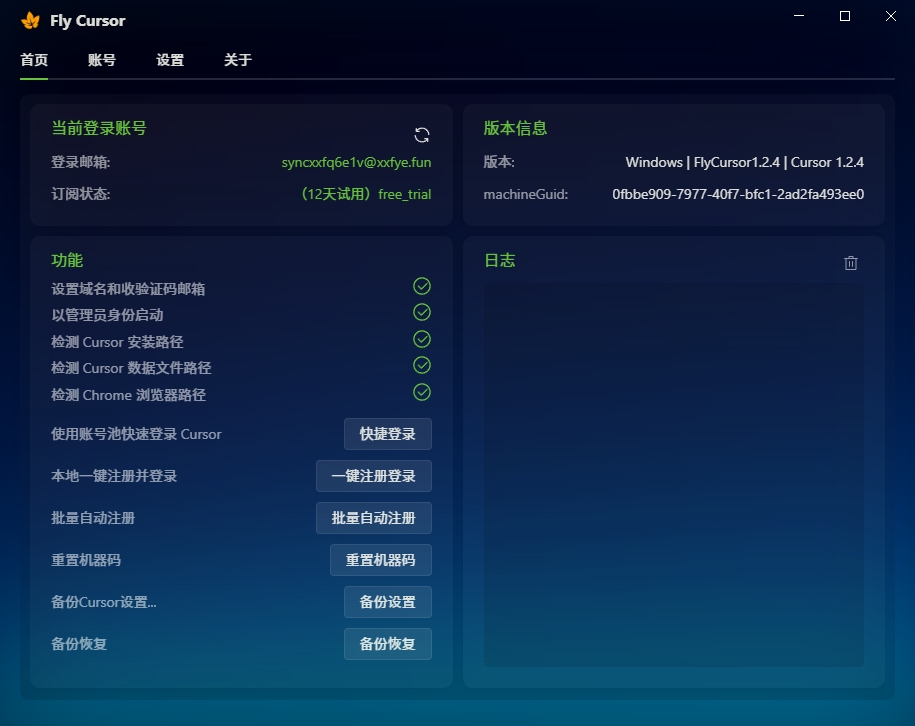 Fly Cursor
首页 账号 设置 关于
当前登录账号
登录邮箱: syncxxfq6e1v@xxfye.fun
订阅状态: （12天试用）free_trial
版本信息
版本: Windows | FlyCursor1.2.4 | Cursor 1.2.4
machineGuid: 0fbbe909-7977-40f7-bfc1-2ad2fa493ee0
功能
设置域名和收验证码邮箱
以管理员身份启动
检测 Cursor 安装路径
检测 Cursor 数据文件路径
检测 Chrome 浏览器路径
使用账号池快速登录 Cursor 快捷登录
本地一键注册并登录 一键注册登录
批量自动注册 批量自动注册
重置机器码 重置机器码
备份Cursor设置... 备份设置
备份恢复 备份恢复
日志